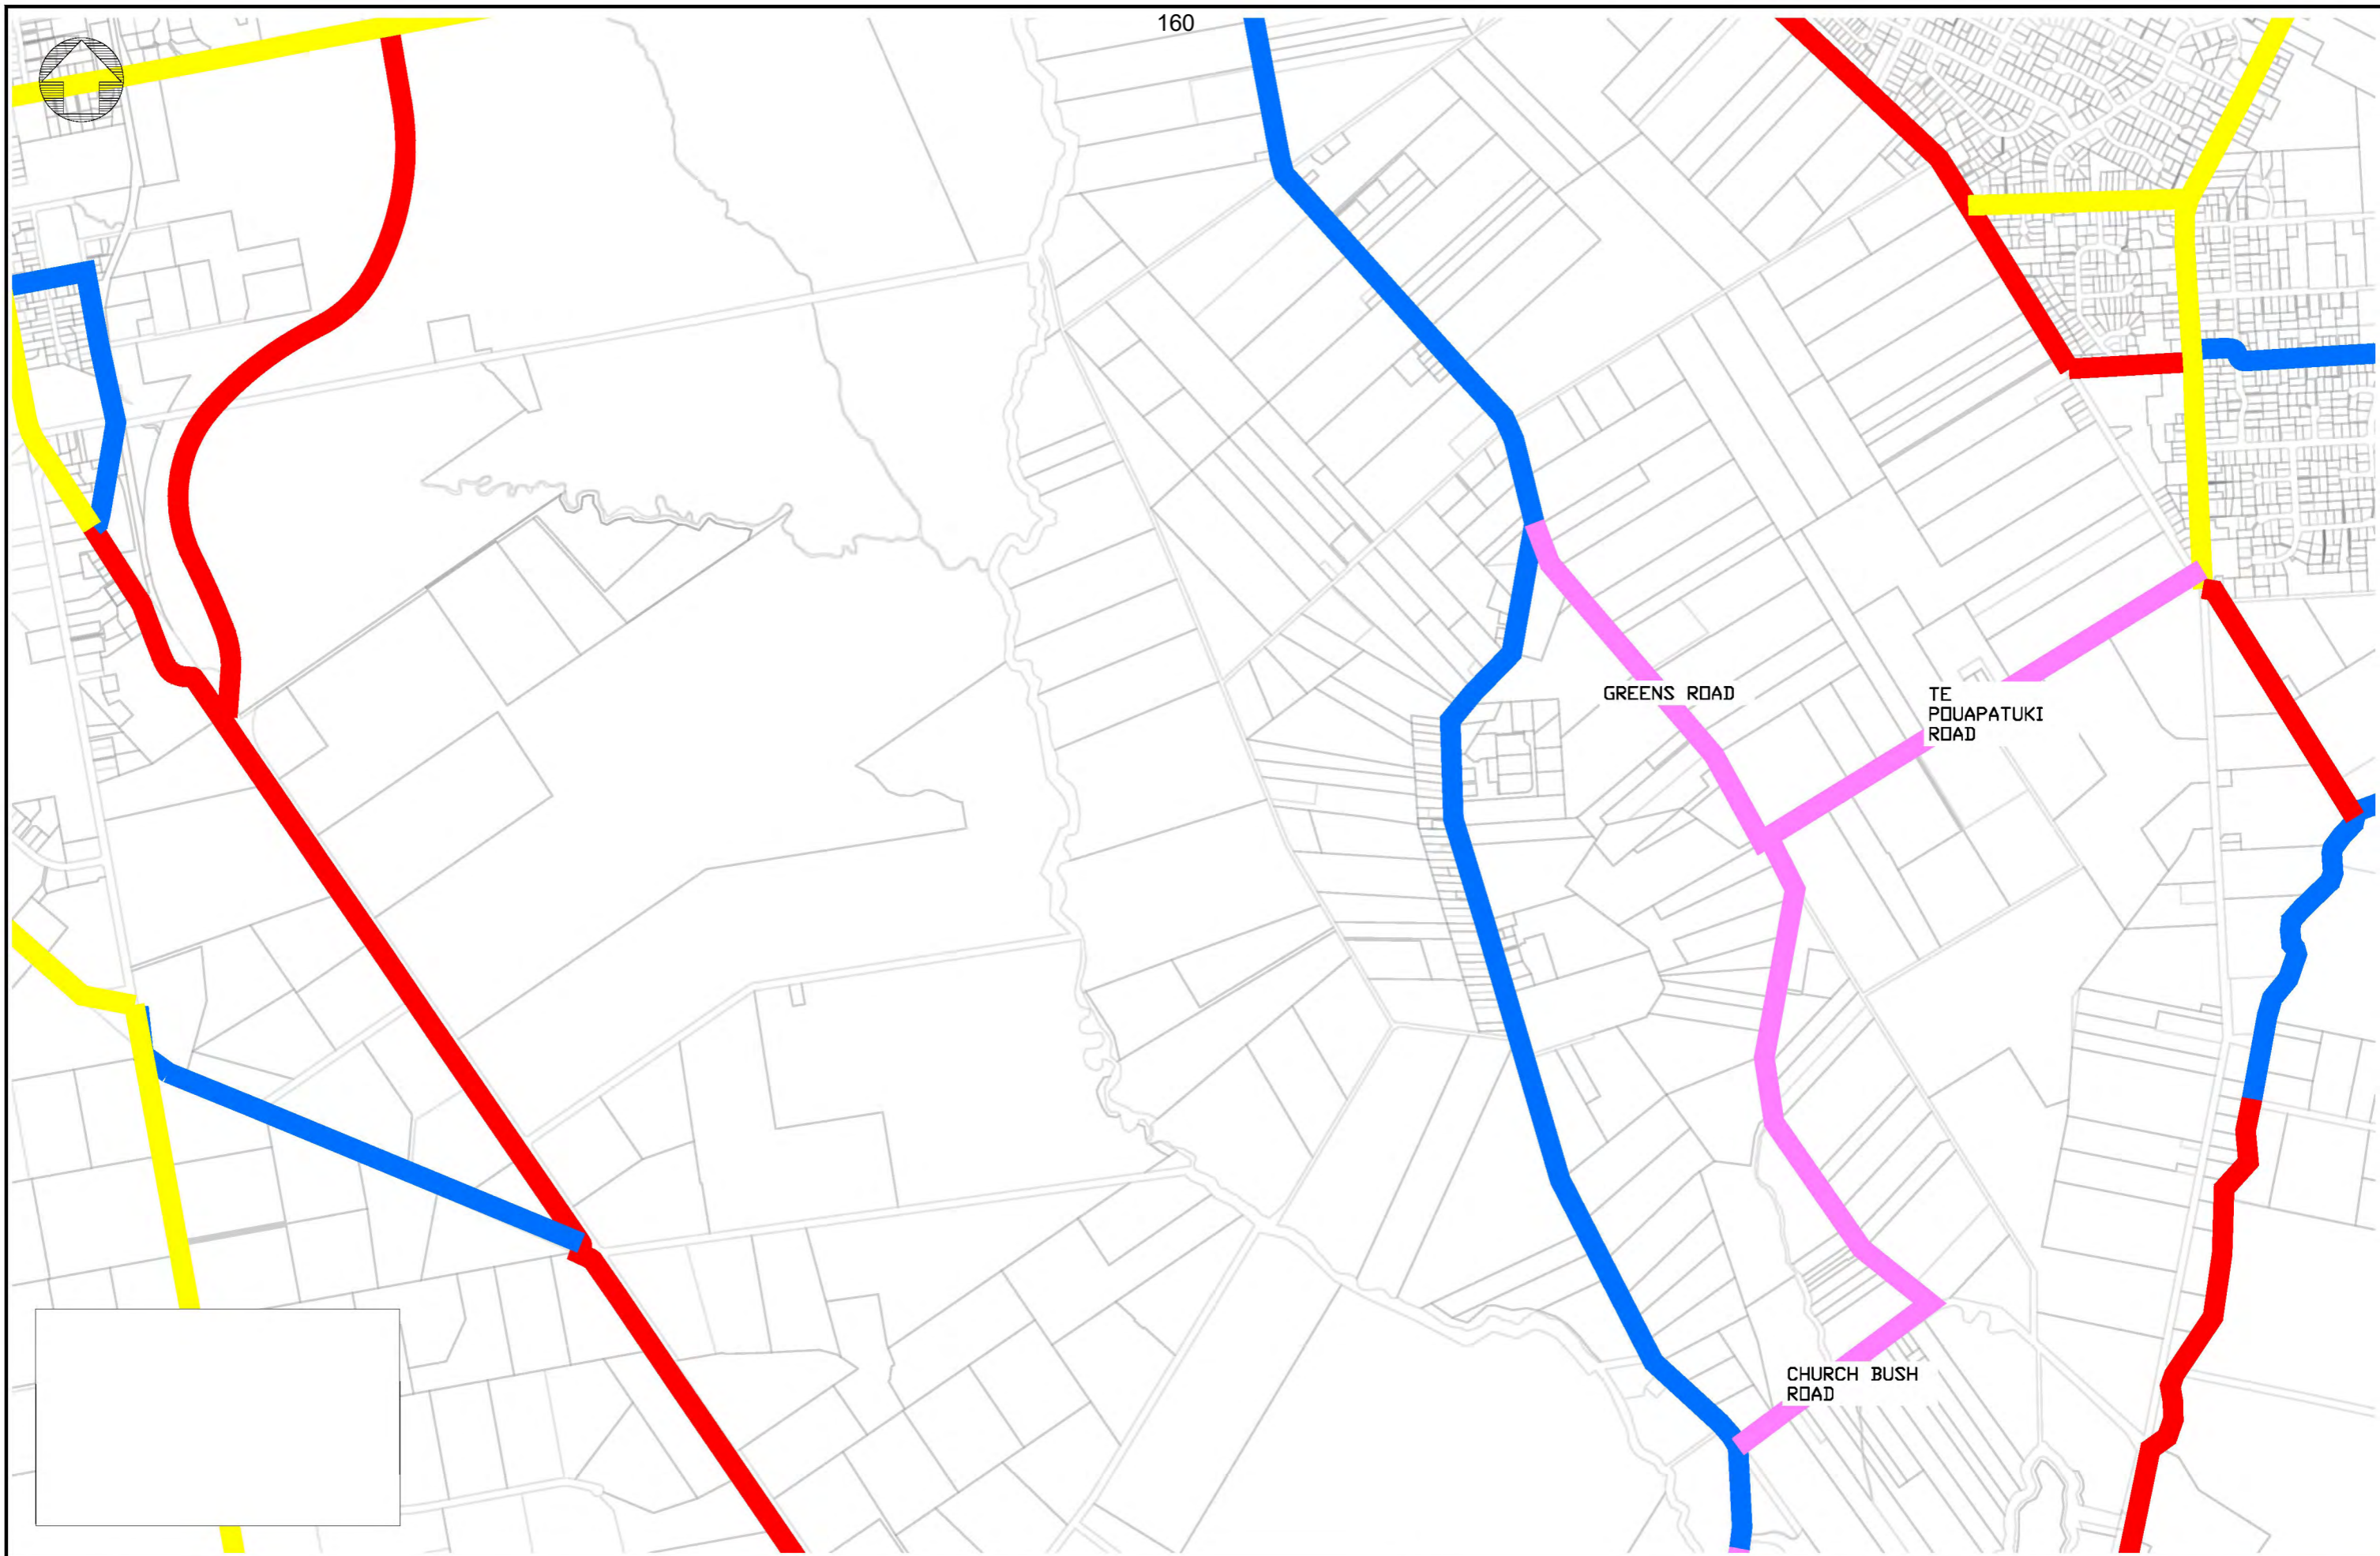 160
GREENS ROAD
TE
POUAPATUKI
ROAD
CHURCH BUSH
ROAD